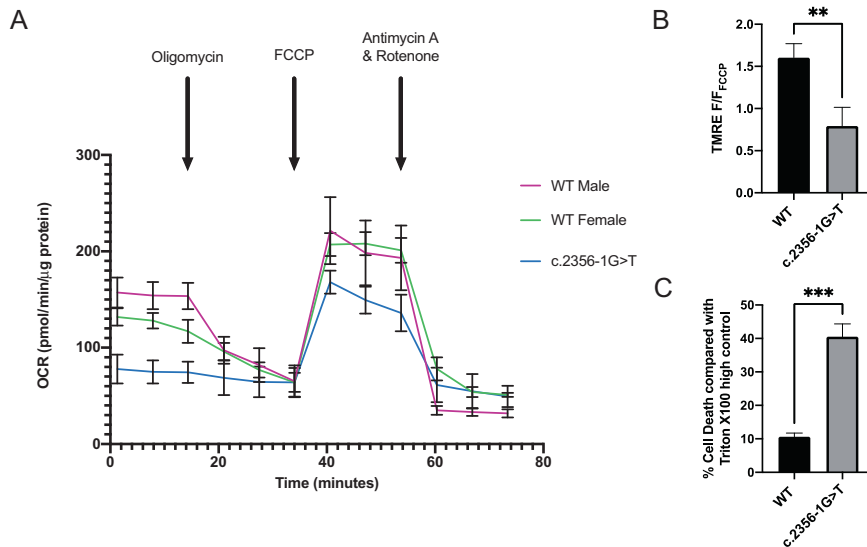 A
Oligomycin
FCCP
Antimycin A
& Rotenone
OCR (pmol/min/µg protein)
300
200
100
0
0
20
40
60
80
Time (minutes)
WT Male
WT Female
c.2356-1G>T
B
**
TMRE F/F_FCCP
2.0
1.5
1.0
0.5
0.0
WT
c.2356-1G>T
C
***
% Cell Death compared with
Triton X100 high control
50
40
30
20
10
0
WT
c.2356-1G>T